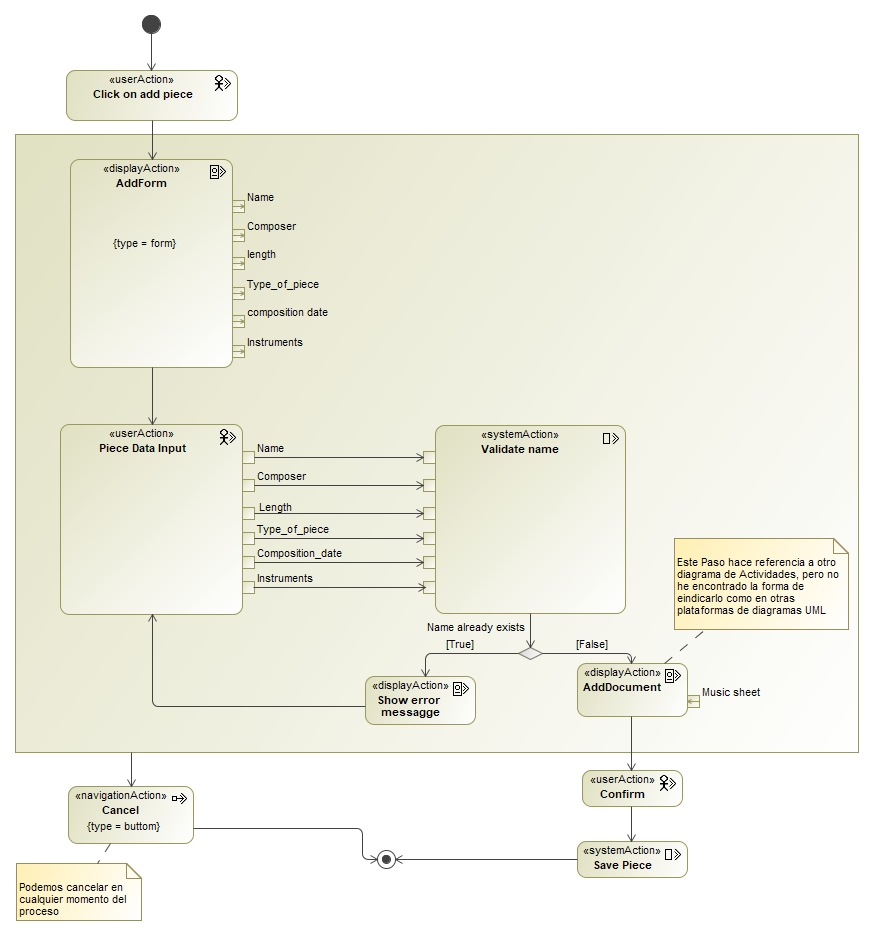 «userAction»
Click on add piece
«displayAction»
AddForm
{type = form}
Name
Composer
length
Type_of_piece
composition date
Instruments
«userAction»
Piece Data Input
Name
Composer
Length
Type_of_piece
Composition_date
Instruments
«systemAction»
Validate name
Este Paso hace referencia a otro
diagrama de Actividades, pero no
he encontrado la forma de
eindicarlo como en otras
plataformas de diagramas UML
Name already exists
[True]
[False]
«displayAction»
Show error
messagge
«displayAction»
AddDocument
Music sheet
«navigationAction»
Cancel
{type = buttom}
«userAction»
Confirm
«systemAction»
Save Piece
Podemos cancelar en
cualquier momento del
proceso